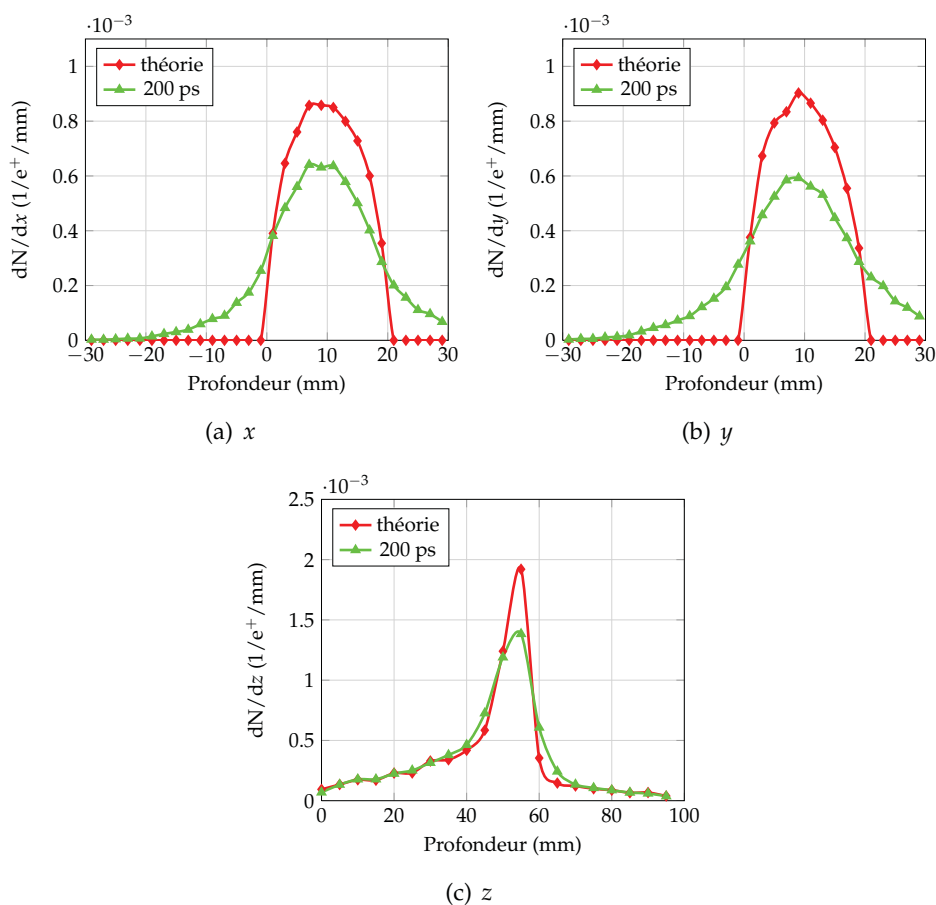 ·10⁻³
·10⁻³
1
0.8
0.6
0.4
0.2
0
dN/dx (1/e⁺/mm)
théorie
200 ps
−30
−20
−10
0
10
20
30
Profondeur (mm)
(a) x
1
0.8
0.6
0.4
0.2
0
dN/dy (1/e⁺/mm)
théorie
200 ps
−30
−20
−10
0
10
20
30
Profondeur (mm)
(b) y
·10⁻³
2.5
2
1.5
1
0.5
0
dN/dz (1/e⁺/mm)
théorie
200 ps
0
20
40
60
80
100
Profondeur (mm)
(c) z